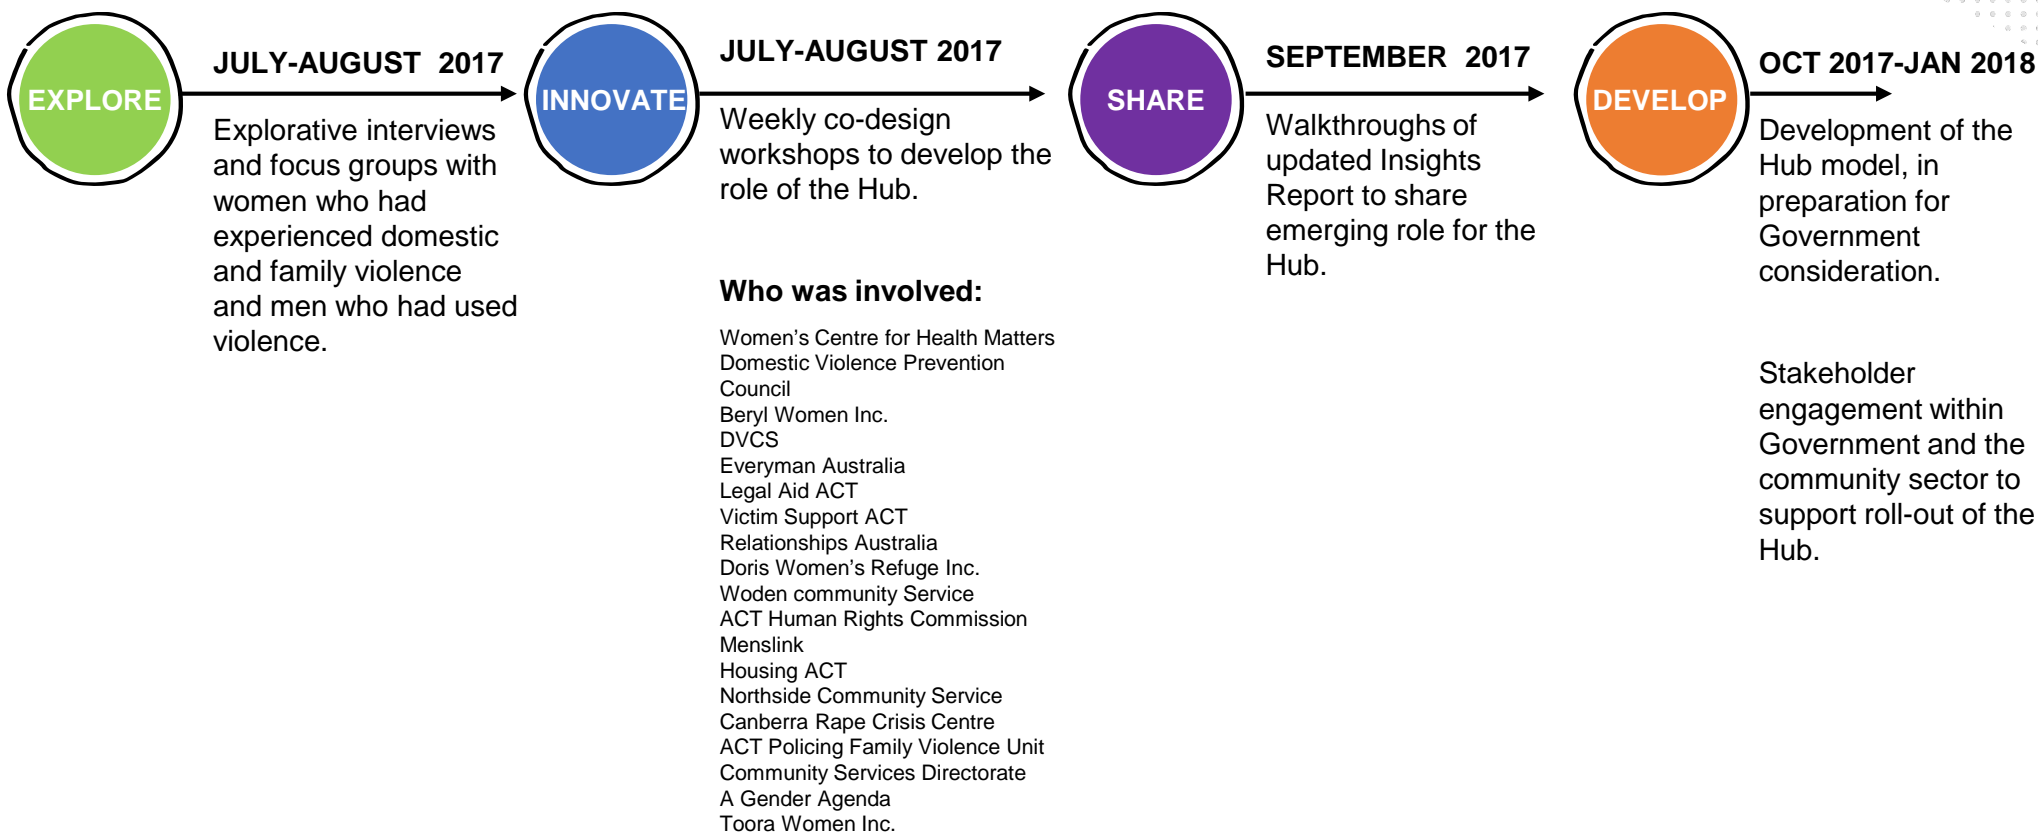 EXPLORE
JULY-AUGUST 2017
Explorative interviews
and focus groups with
women who had
experienced domestic
and family violence
and men who had used
violence.
INNOVATE
JULY-AUGUST 2017
Weekly co-design
workshops to develop the
role of the Hub.
Who was involved:
Women’s Centre for Health Matters
Domestic Violence Prevention
Council
Beryl Women Inc.
DVCS
Everyman Australia
Legal Aid ACT
Victim Support ACT
Relationships Australia
Doris Women’s Refuge Inc.
Woden community Service
ACT Human Rights Commission
Menslink
Housing ACT
Northside Community Service
Canberra Rape Crisis Centre
ACT Policing Family Violence Unit
Community Services Directorate
A Gender Agenda
Toora Women Inc.
SHARE
SEPTEMBER 2017
Walkthroughs of
updated Insights
Report to share
emerging role for the
Hub.
DEVELOP
OCT 2017-JAN 2018
Development of the
Hub model, in
preparation for
Government
consideration.
Stakeholder
engagement within
Government and the
community sector to
support roll-out of the
Hub.